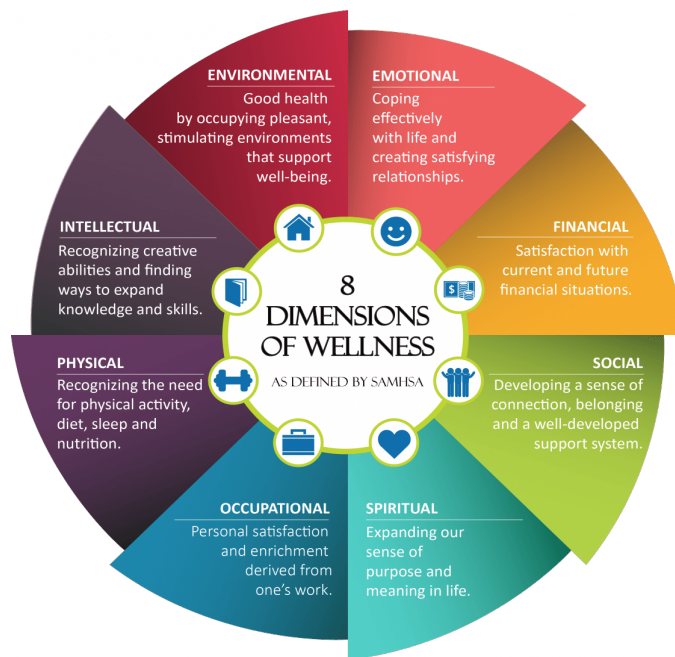 ENVIRONMENTAL
Good health
by occupying pleasant,
stimulating environments
that support
well-being.
EMOTIONAL
Coping
effectively
with life and
creating satisfying
relationships.
INTELLECTUAL
Recognizing creative
abilities and finding
ways to expand
knowledge and skills.
FINANCIAL
Satisfaction with
current and future
financial situations.
$
8
DIMENSIONS
OF WELLNESS
AS DEFINED BY SAMHSA
PHYSICAL
Recognizing the need
for physical activity,
diet, sleep and
nutrition.
SOCIAL
Developing a sense of
connection, belonging
and a well-developed
support system.
OCCUPATIONAL
Personal satisfaction
and enrichment
derived from
one's work.
SPIRITUAL
Expanding our
sense of
purpose and
meaning in life.